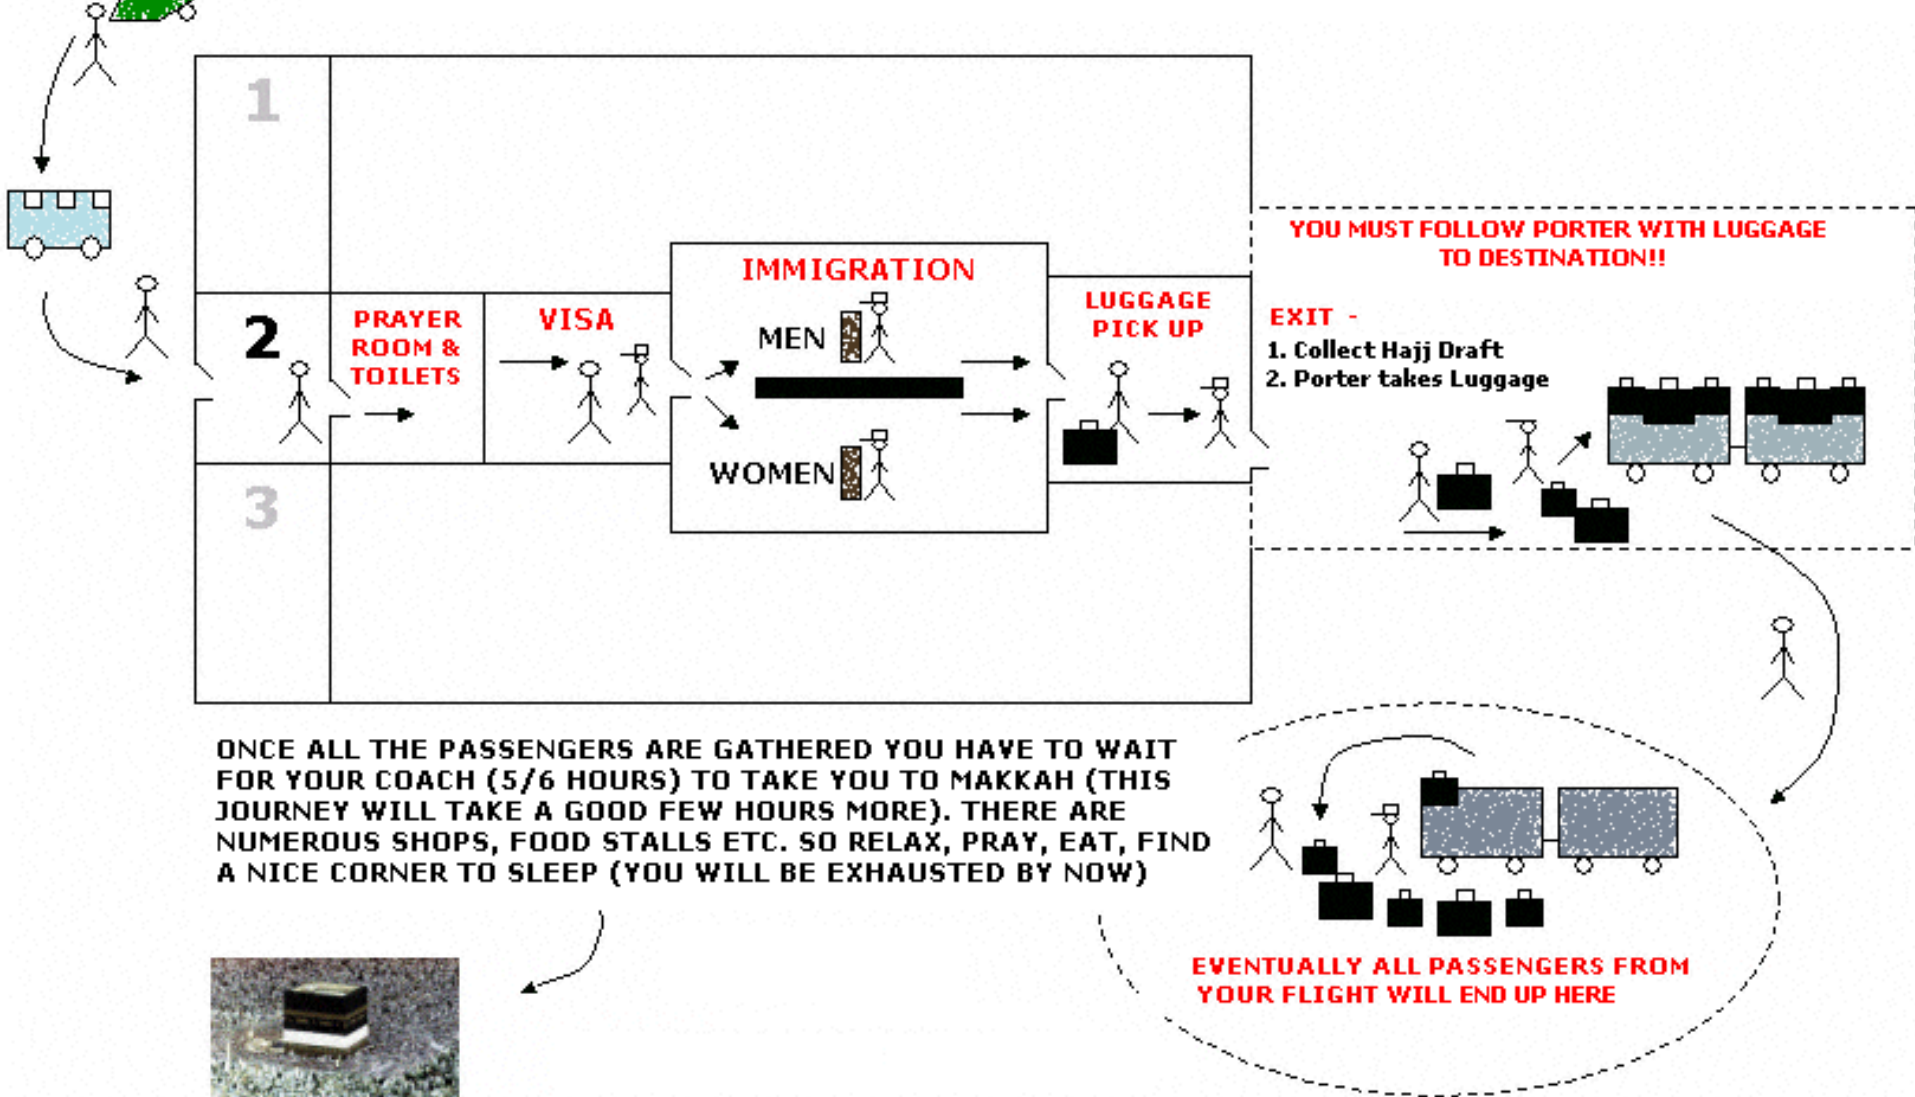 1
2
3
PRAYER
ROOM &
TOILETS
VISA
IMMIGRATION
MEN
WOMEN
LUGGAGE
PICK UP
YOU MUST FOLLOW PORTER WITH LUGGAGE
TO DESTINATION!!
EXIT -
1. Collect Hajj Draft
2. Porter takes Luggage
ONCE ALL THE PASSENGERS ARE GATHERED YOU HAVE TO WAIT
FOR YOUR COACH (5/6 HOURS) TO TAKE YOU TO MAKKAH (THIS
JOURNEY WILL TAKE A GOOD FEW HOURS MORE). THERE ARE
NUMEROUS SHOPS, FOOD STALLS ETC. SO RELAX, PRAY, EAT, FIND
A NICE CORNER TO SLEEP (YOU WILL BE EXHAUSTED BY NOW)
EVENTUALLY ALL PASSENGERS FROM
YOUR FLIGHT WILL END UP HERE